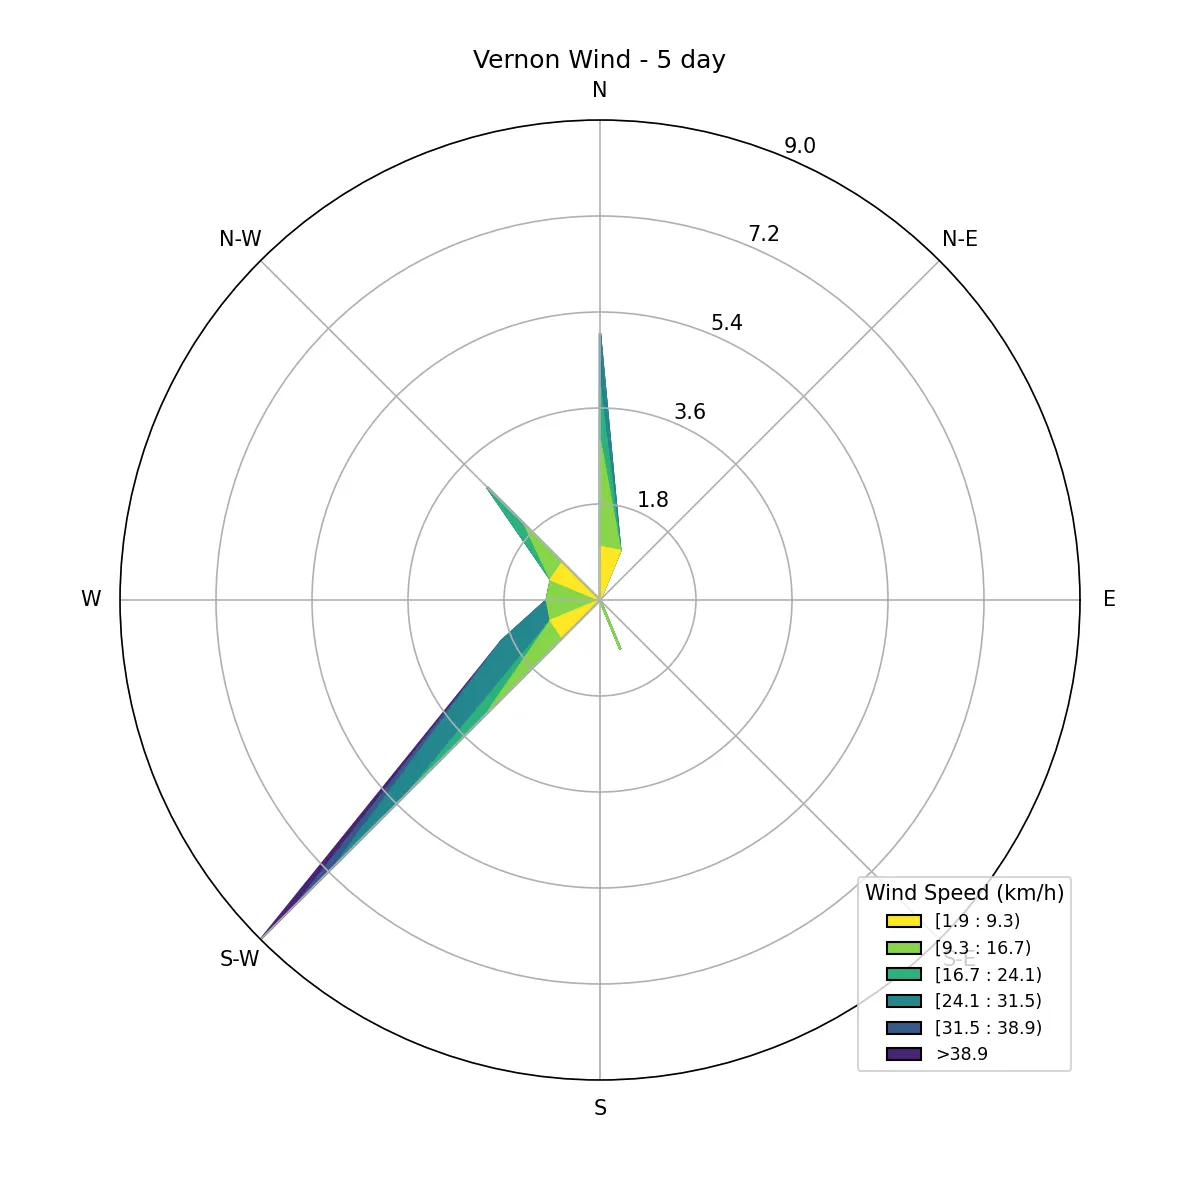 Vernon Wind - 5 day
N
9.0
7.2
N-W
N-E
5.4
3.6
1.8
W
E
Wind Speed (km/h)
[1.9 : 9.3)
[9.3 : 16.7)
S-W
S-E
[16.7 : 24.1)
[24.1 : 31.5)
[31.5 : 38.9)
>38.9
S